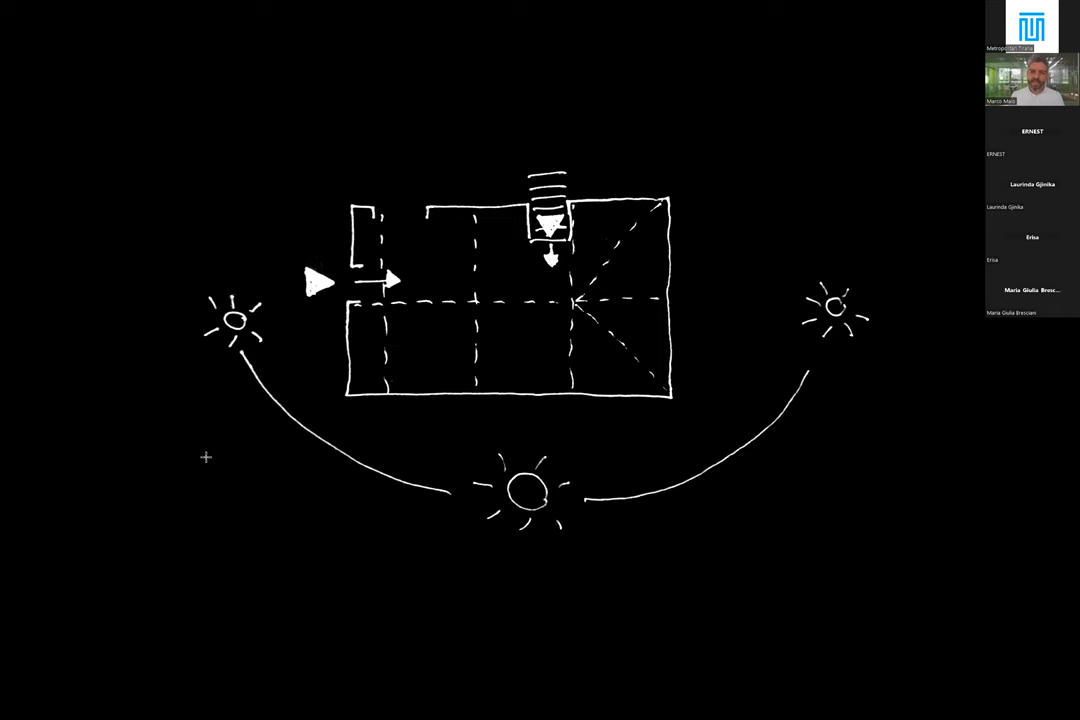 Metropolitan Tirana
Marco Maio
ERNEST
ERNEST
Laurinda Gjinika
Laurinda Gjinika
Erisa
Erisa
Maria Giulia Bresc...
Maria Giulia Bresciani